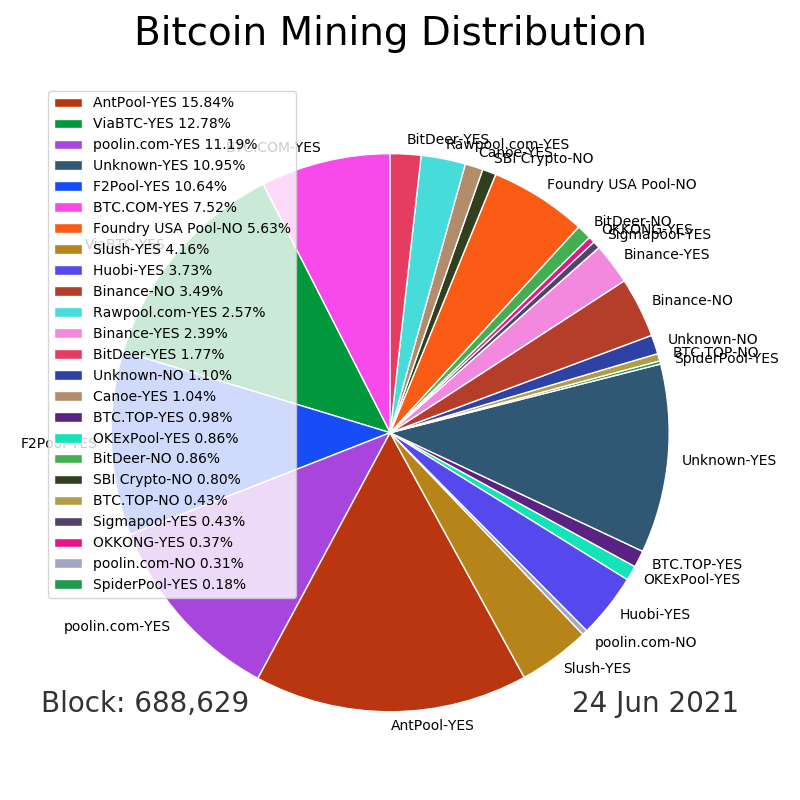 Bitcoin Mining Distribution
AntPool-YES 15.84%
ViaBTC-YES 12.78%
poolin.com-YES 11.19%
Unknown-YES 10.95%
F2Pool-YES 10.64%
BTC.COM-YES 7.52%
Foundry USA Pool-NO 5.63%
Slush-YES 4.16%
Huobi-YES 3.73%
Binance-NO 3.49%
Rawpool.com-YES 2.57%
Binance-YES 2.39%
BitDeer-YES 1.77%
Unknown-NO 1.10%
Canoe-YES 1.04%
BTC.TOP-YES 0.98%
OKExPool-YES 0.86%
BitDeer-NO 0.86%
SBI Crypto-NO 0.80%
BTC.TOP-NO 0.43%
Sigmapool-YES 0.43%
OKKONG-YES 0.37%
poolin.com-NO 0.31%
SpiderPool-YES 0.18%
BitDeer-YES
Rawpool.com-YES
Canoe-YES
SBI Crypto-NO
Foundry USA Pool-NO
BitDeer-NO
OKKONG-YES
Sigmapool-YES
Binance-YES
Binance-NO
Unknown-NO
BTC.TOP-NO
SpiderPool-YES
Unknown-YES
BTC.TOP-YES
OKExPool-YES
Huobi-YES
poolin.com-NO
Slush-YES
AntPool-YES
poolin.com-YES
F2Pool-YES
ViaBTC-YES
BTC.COM-YES
Block: 688,629
24 Jun 2021